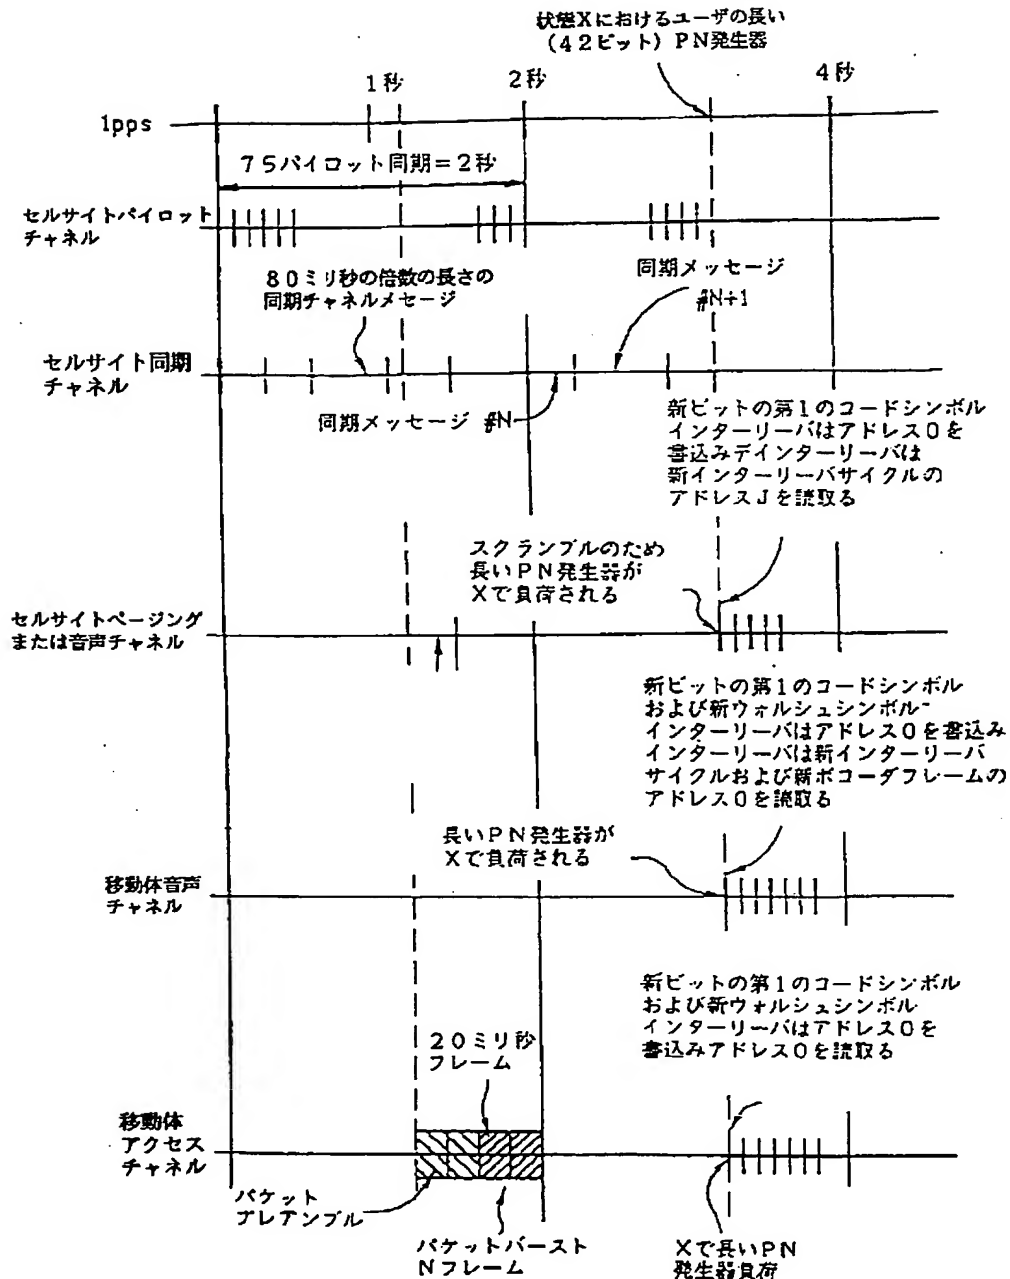 状態Xにおけるユーザの長い
(42ビット) PN発生器
1秒
2秒
4秒
1pps
75パイロット同期=2秒
セルサイトパイロット
チャネル
80ミリ秒の倍数の長さの
同期チャネルメセージ
同期メッセージ
#N+1
セルサイト同期
チャネル
同期メッセージ #N
新ビットの第1のコードシンボル
インターリーバはアドレス0を
書込みデインターリーバは
新インターリーバサイクルの
アドレスJを読取る
スクランブルのため
長いPN発生器が
Xで負荷される
セルサイトページング
または音声チャネル
新ビットの第1のコードシンボル
および新ウォルシュシンボル
インターリーバはアドレス0を書込み
インターリーバは新インターリーバ
サイクルおよび新ボコーダフレームの
アドレス0を読取る
長いPN発生器が
Xで負荷される
移動体音声
チャネル
新ビットの第1のコードシンボル
および新ウォルシュシンボル
インターリーバはアドレス0を
書込みアドレス0を読取る
20ミリ秒
フレーム
移動体
アクセス
チャネル
パケット
プレアンブル
パケットバースト
Nフレーム
Xで長いPN
発生器負荷